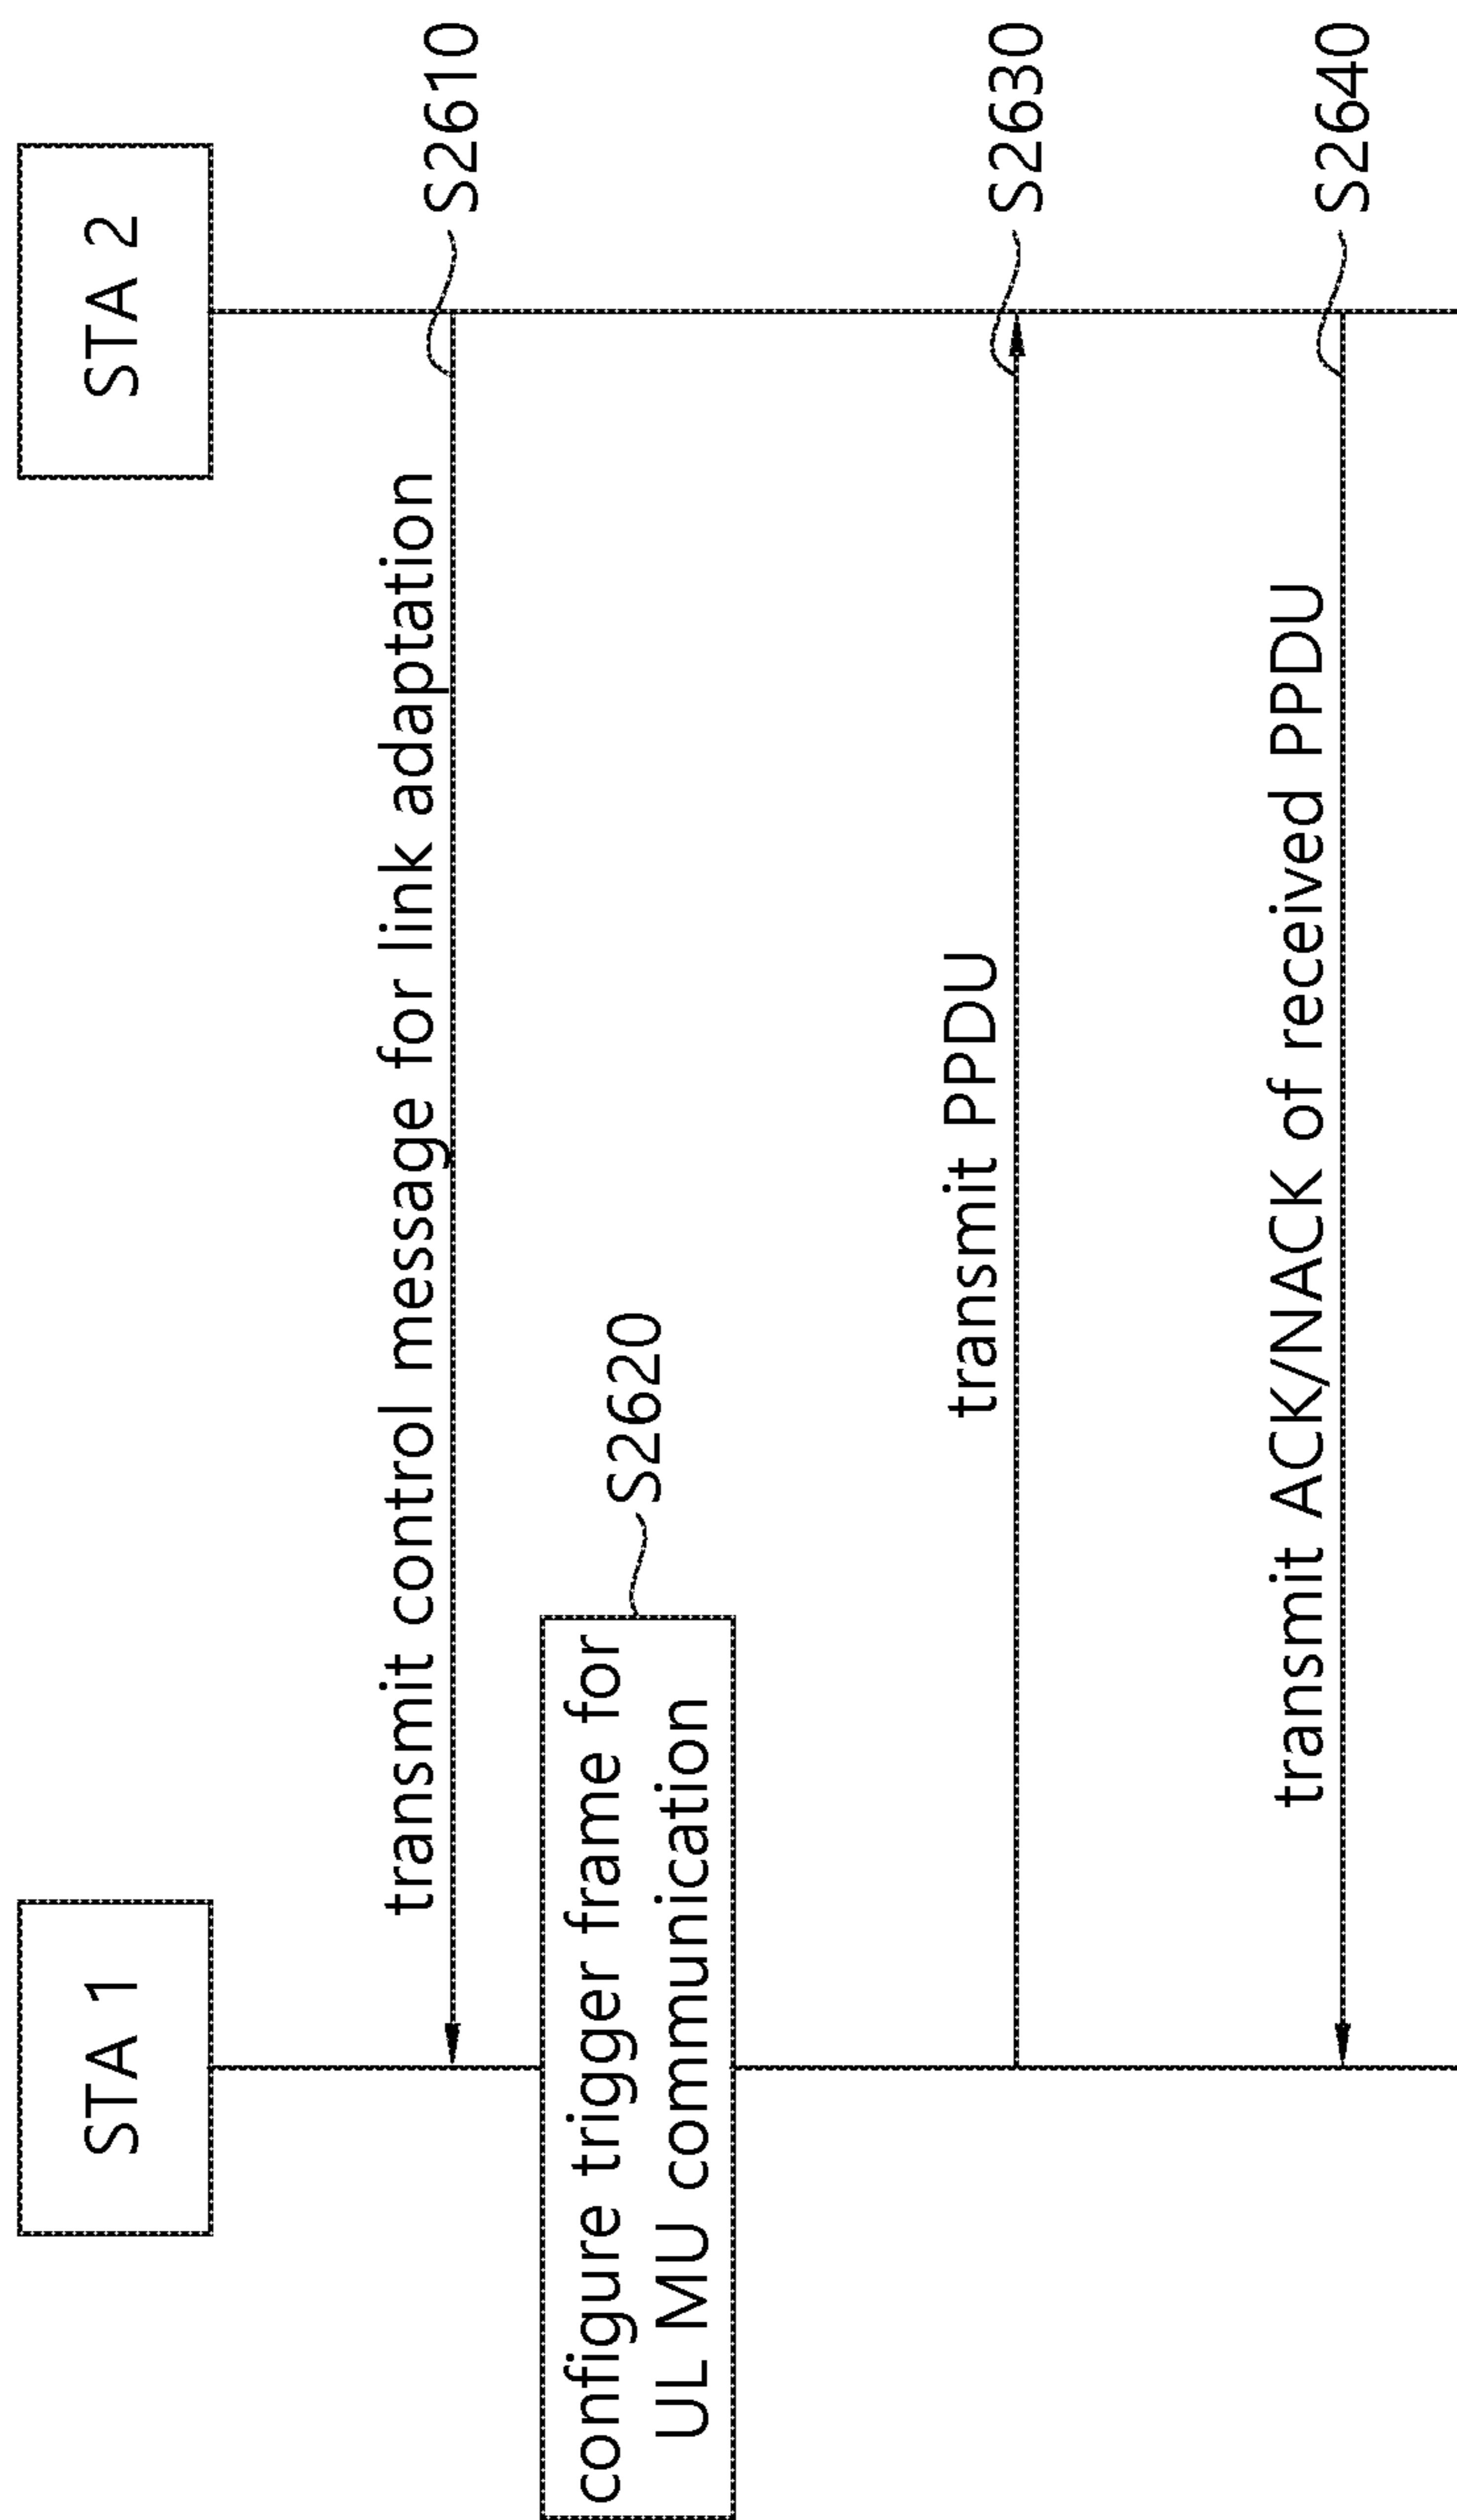 STA 1
STA 2
transmit control message for link adaptation
S2610
configure trigger frame for
UL MU communication
S2620
transmit PPDU
S2630
transmit ACK/NACK of received PPDU
S2640